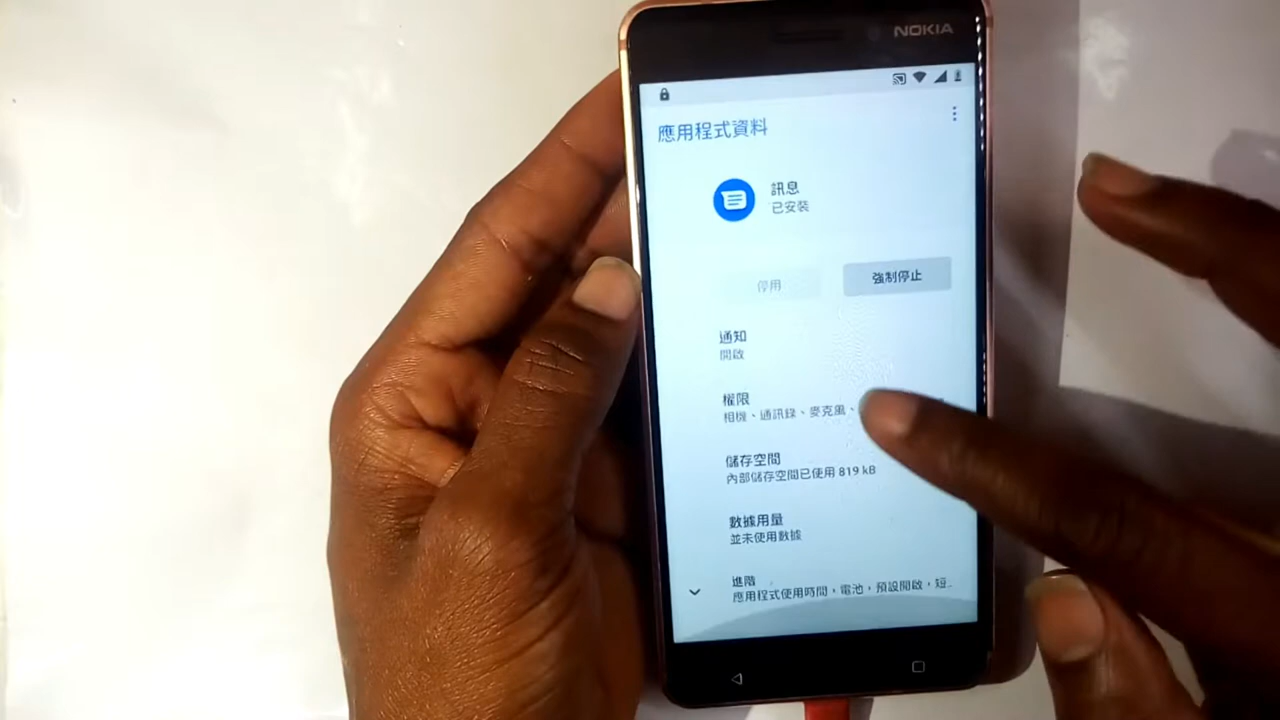 NOKIA
應用程式資料
訊息
已安裝
停用
強制停止
通知
開啟
權限
相機、通訊錄、麥克風、
儲存空間
內部儲存空間已使用 819 kB
數據用量
並未使用數據
進階
應用程式使用時間，電池，預設開啟，短...